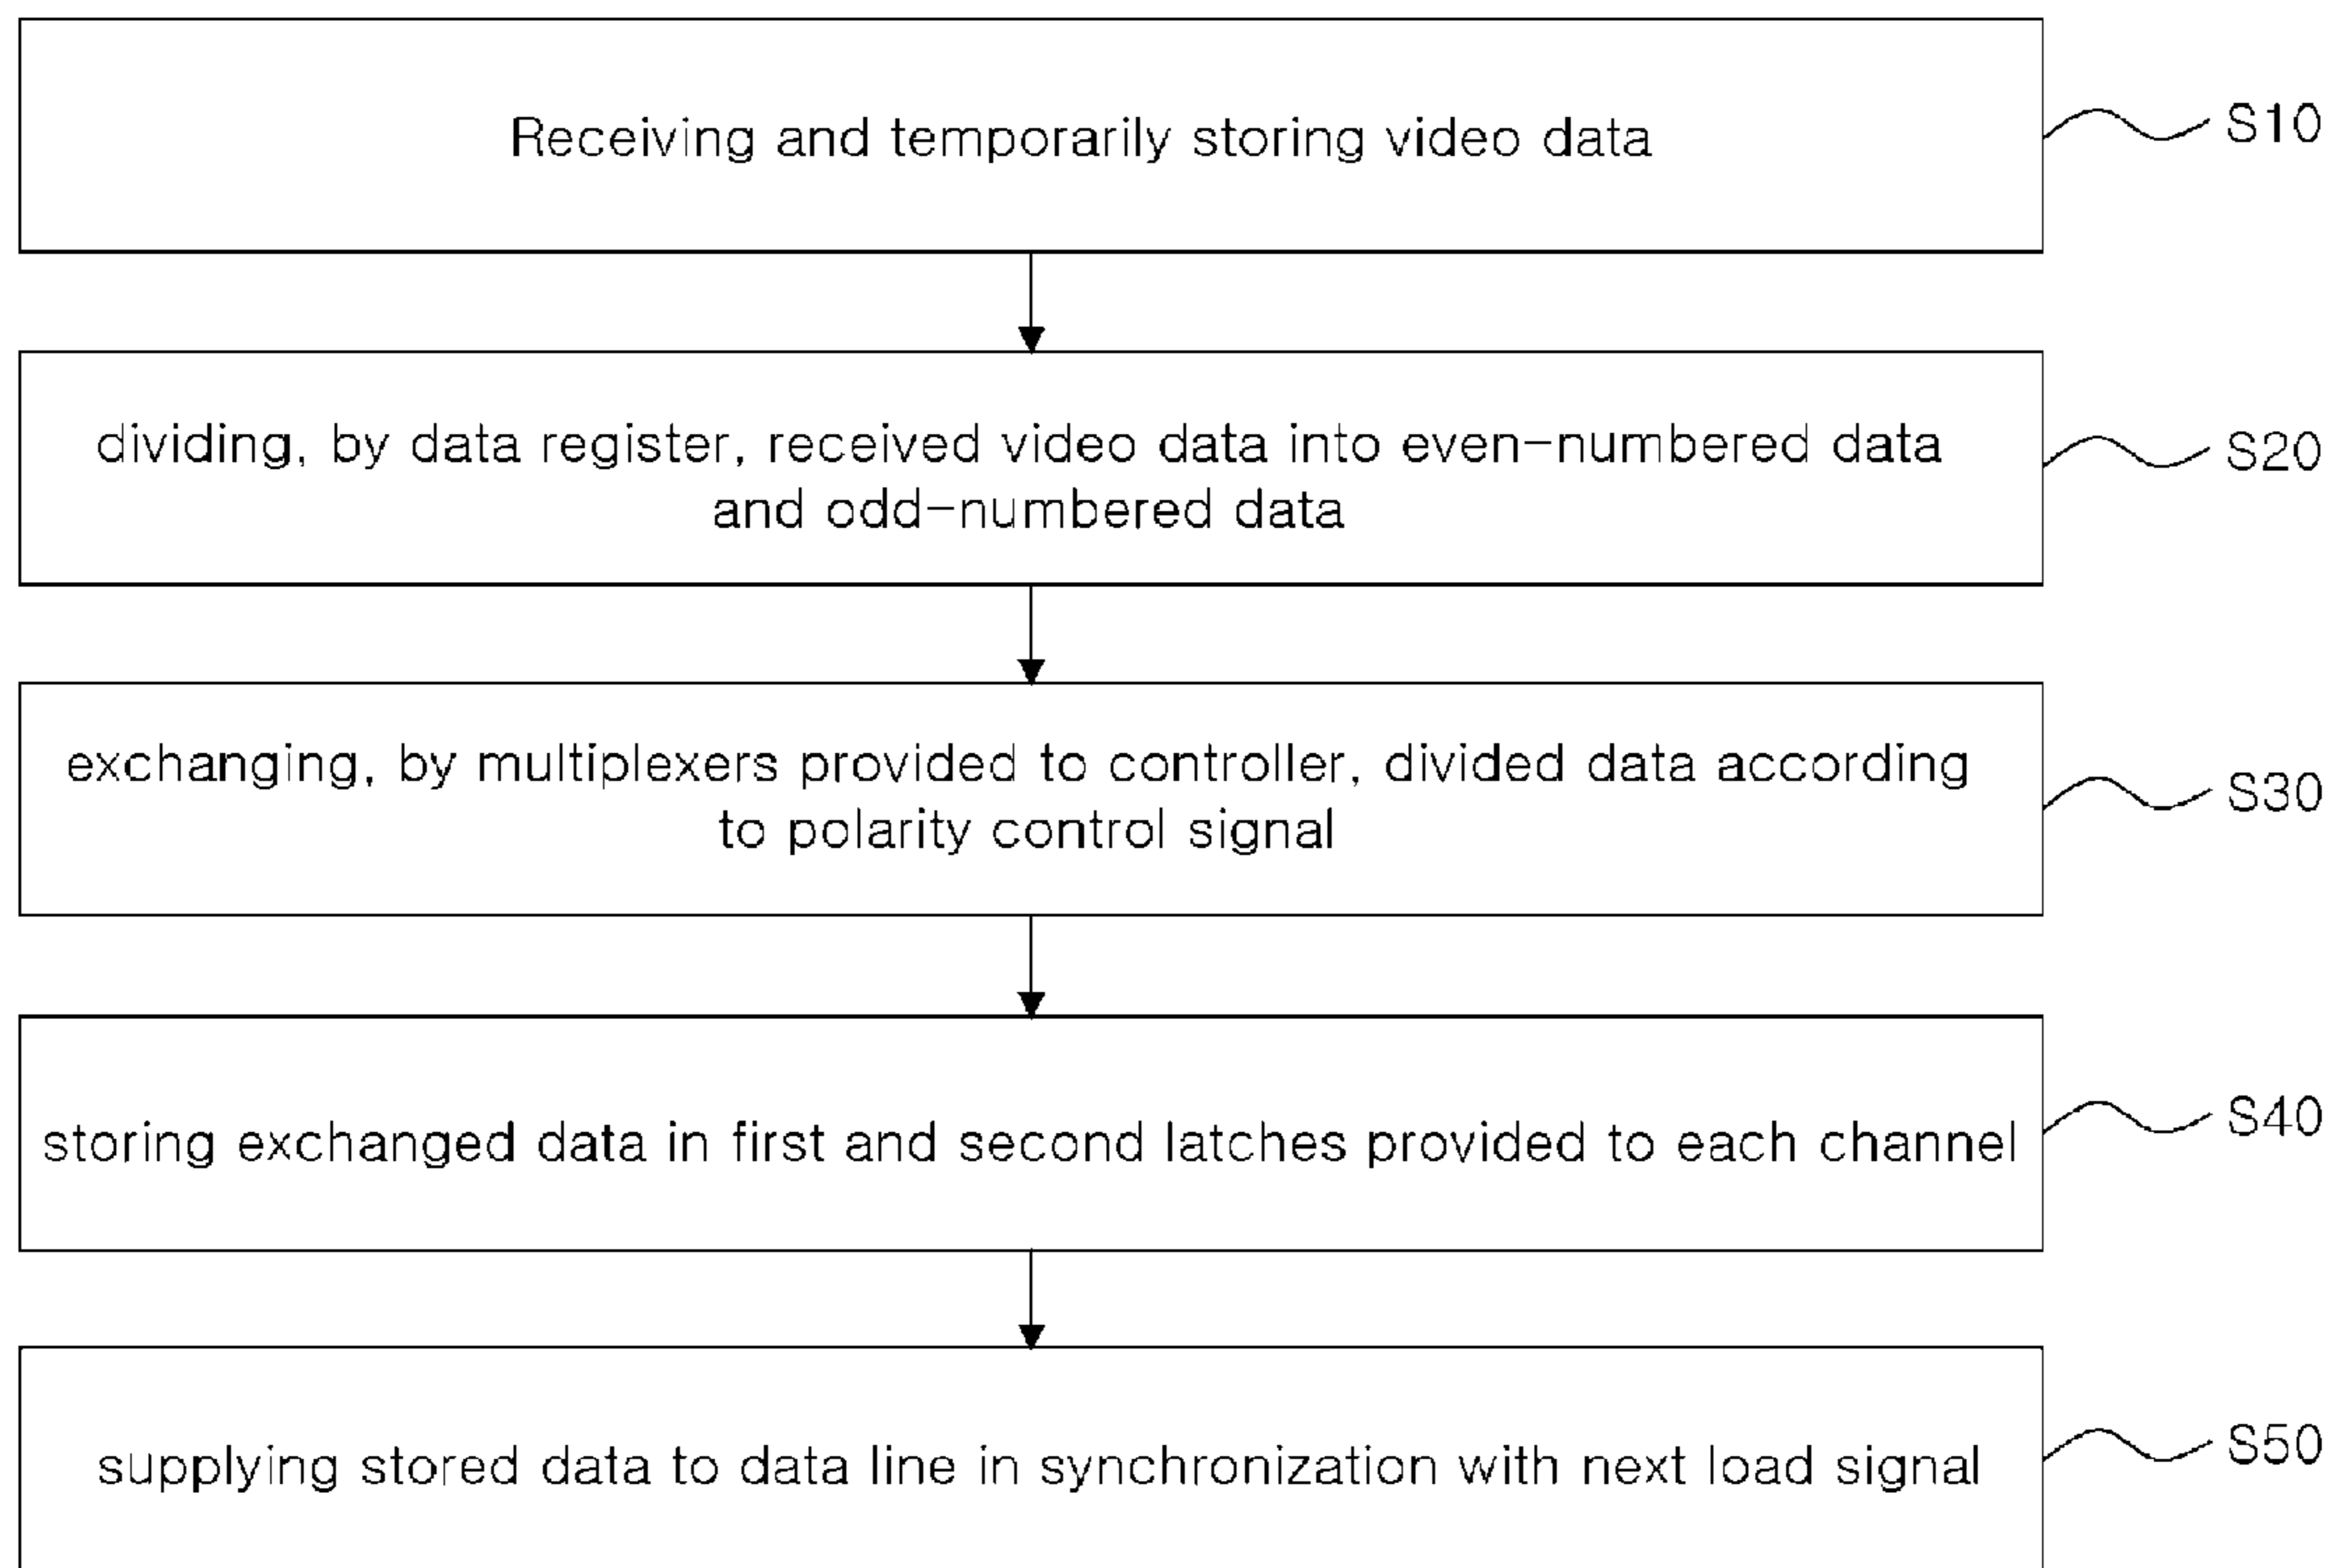 Receiving and temporarily storing video data
S10
dividing, by data register, received video data into even-numbered data
and odd-numbered data
S20
exchanging, by multiplexers provided to controller, divided data according
to polarity control signal
S30
storing exchanged data in first and second latches provided to each channel
S40
supplying stored data to data line in synchronization with next load signal
S50